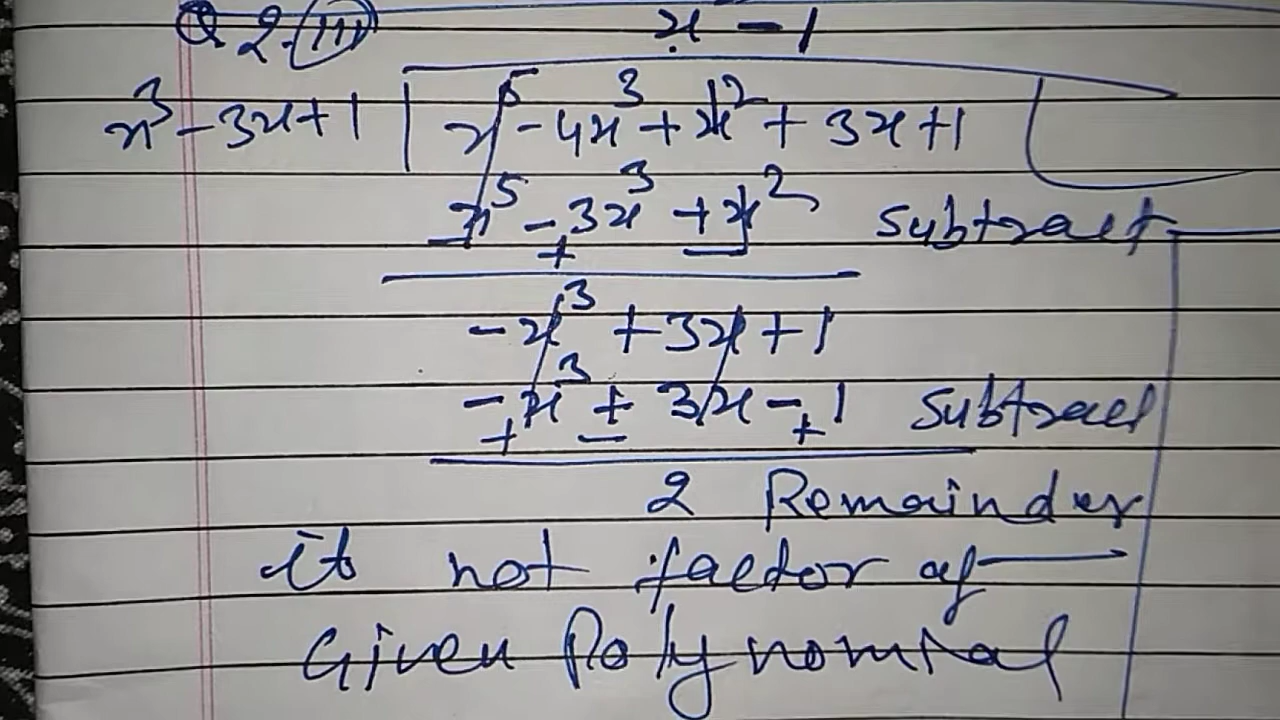 Q 2.(iii)
x - 1
x³ - 3x + 1 | x⁵ - 4x³ + x² + 3x + 1
x⁵ - 3x³ + x² Subtract
- + -
- x³ + 3x + 1
- x³ + 3x - 1 Subtract
+ - +
2 Remainder
it not factor of
Given Polynomial